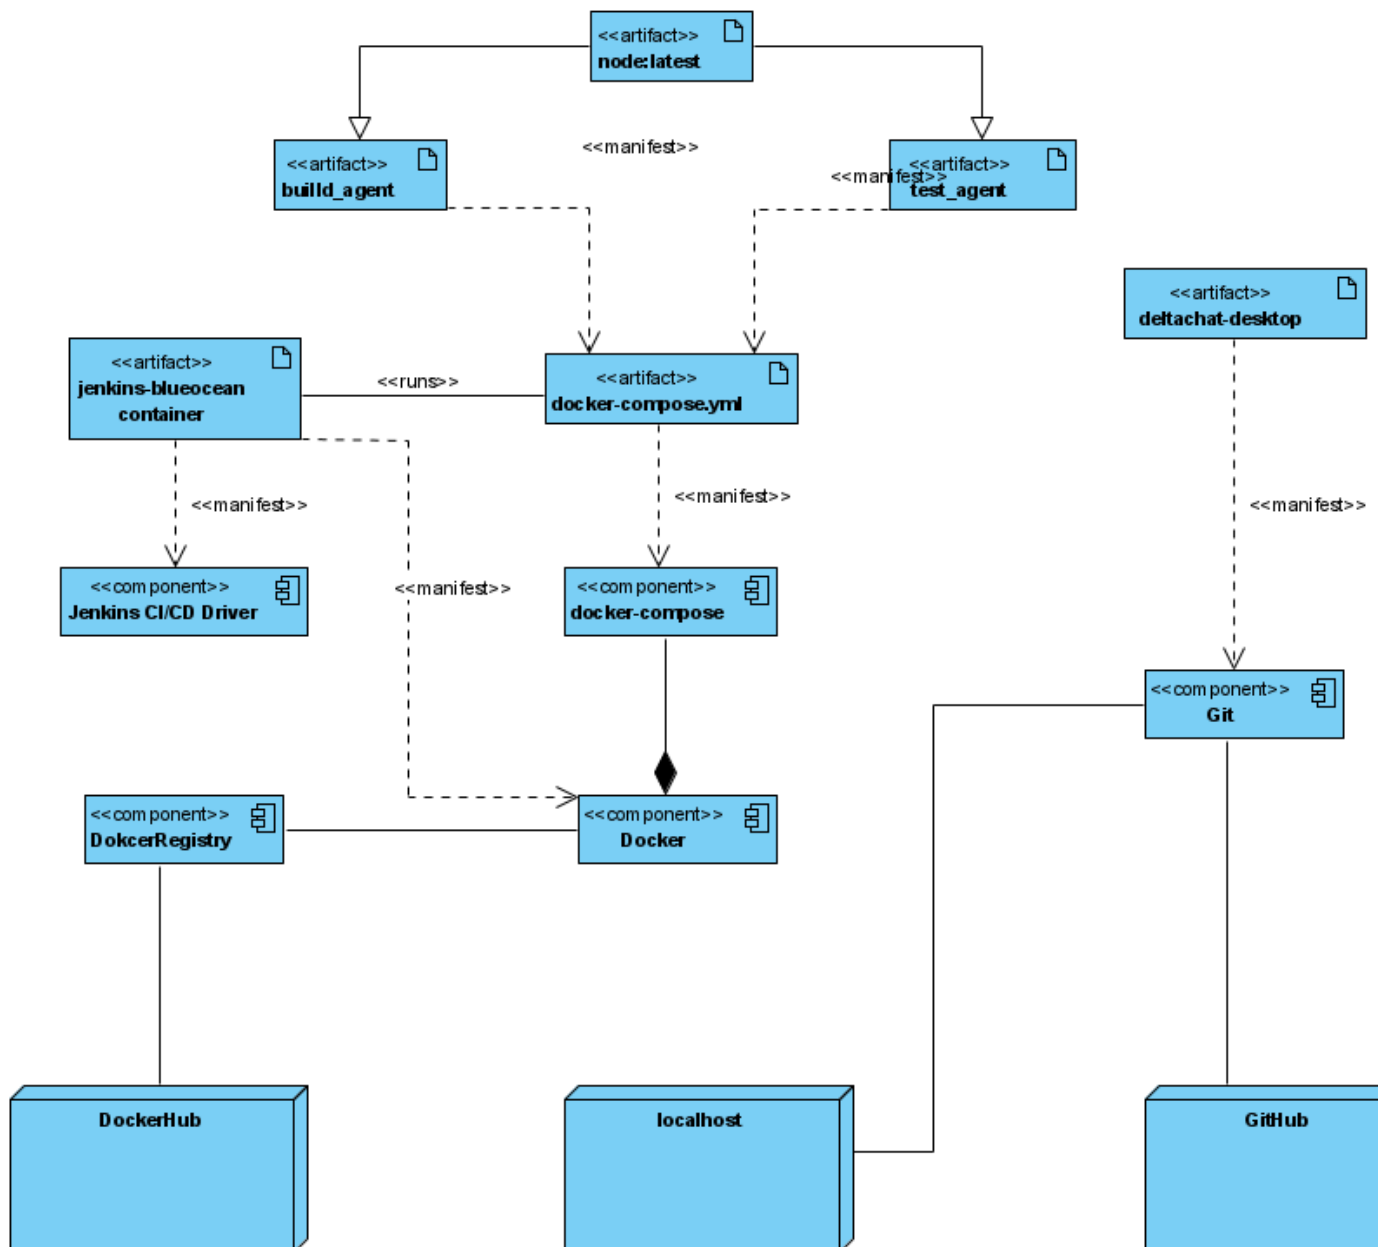 <<artifact>>
node:latest
<<manifest>>
<<artifact>>
builld_agent
<<artifact>>
<<manifest>>
test_agent
<<artifact>>
deltachat-desktop
<<artifact>>
jenkins-blueocean
container
<<runs>>
<<artifact>>
docker-compose.yml
<<manifest>>
<<manifest>>
<<manifest>>
<<component>>
Jenkins CI/CD Driver
<<manifest>>
<<component>>
docker-compose
<<component>>
Git
<<component>>
DokcerRegistry
<<component>>
Docker
DockerHub
localhost
GitHub